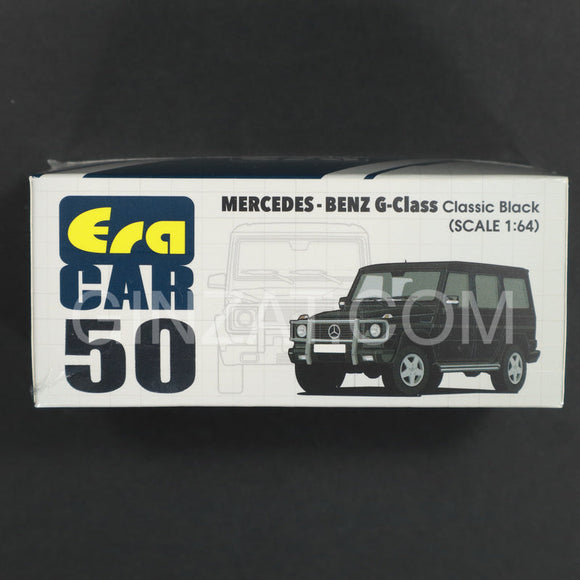 Era
CAR
50
MERCEDES-BENZ G-Class Classic Black
(SCALE 1:64)
GINZAT.COM